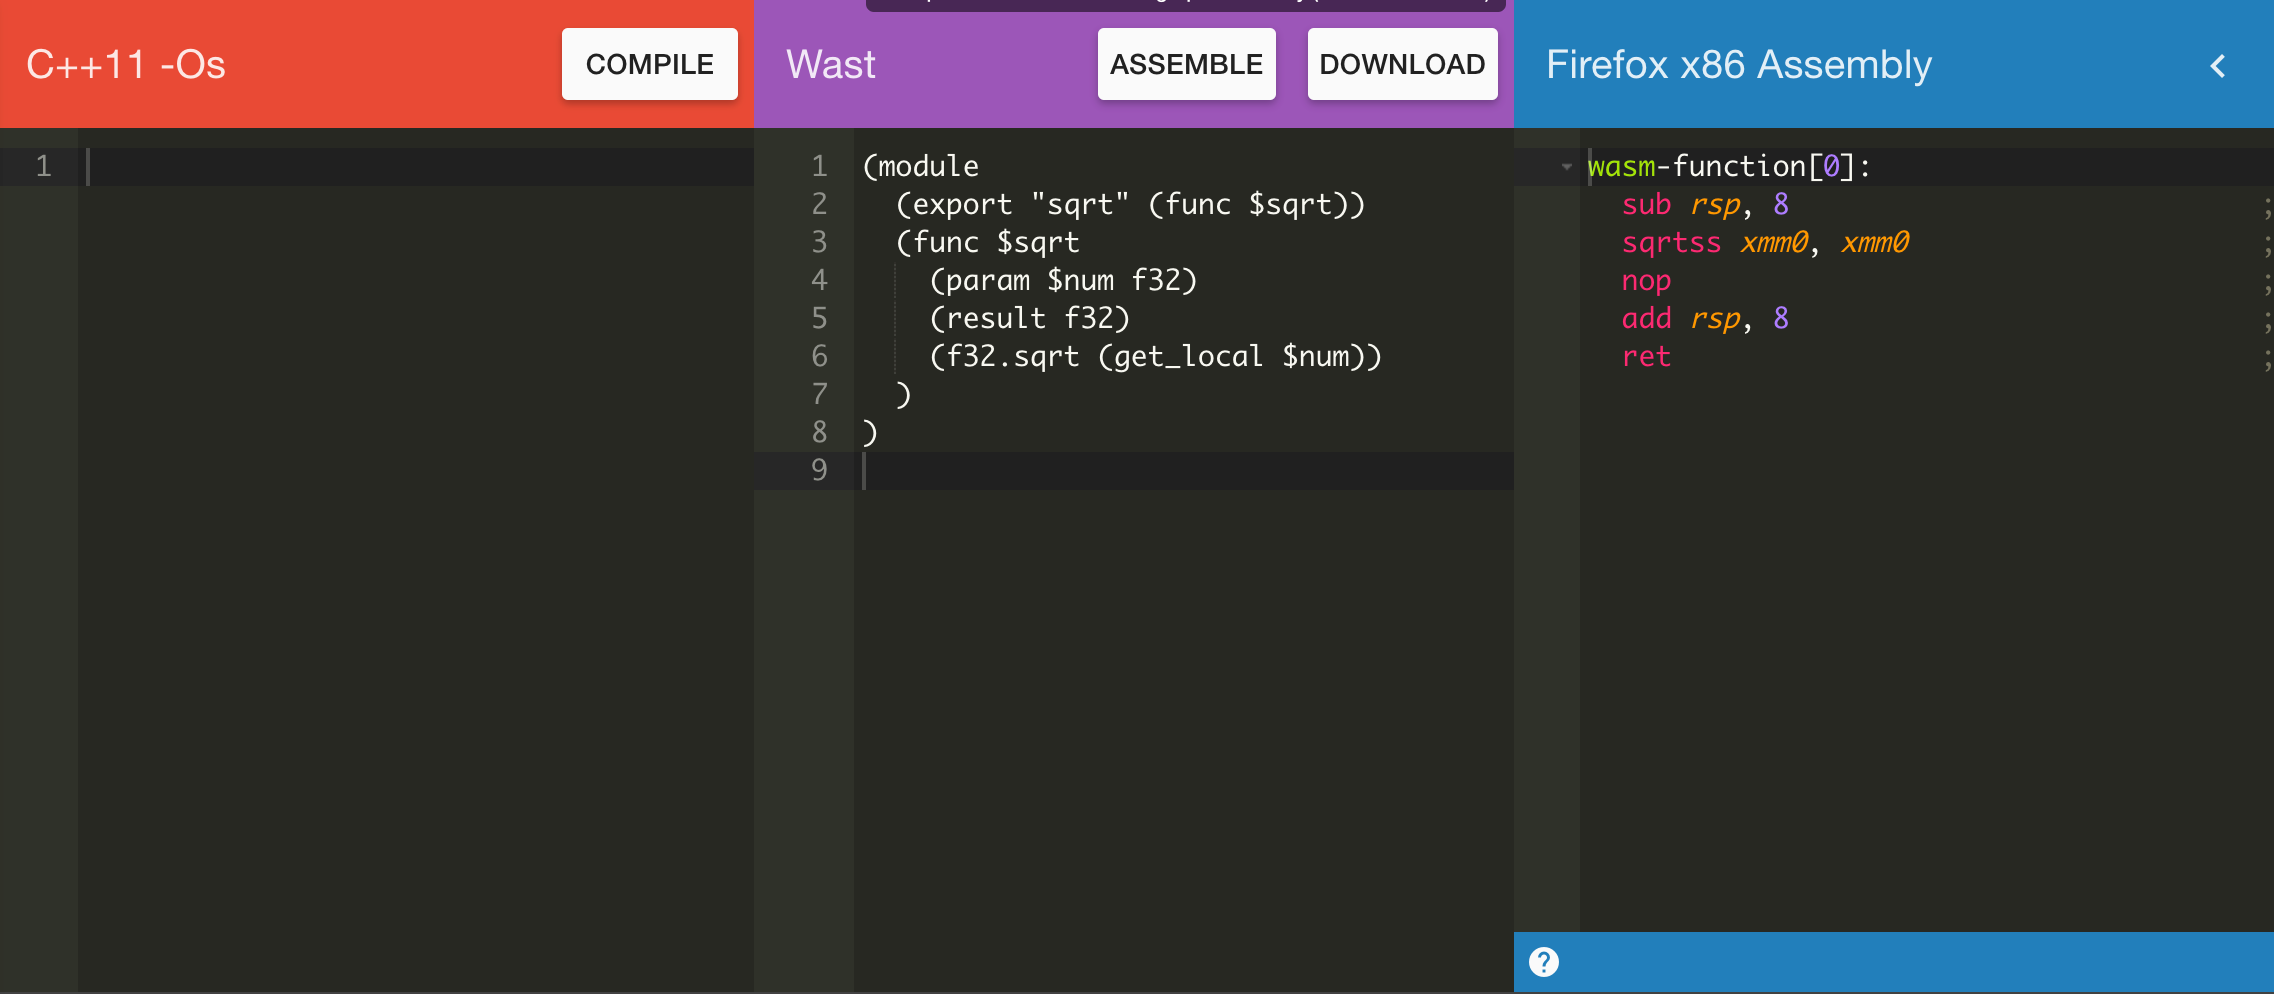 C++11 -Os
COMPILE
1
Wast
ASSEMBLE
DOWNLOAD
1 (module
2 (export "sqrt" (func $sqrt))
3 (func $sqrt
4 (param $num f32)
5 (result f32)
6 (f32.sqrt (get_local $num))
7 )
8 )
9
Firefox x86 Assembly
wasm-function[0]:
sub rsp, 8 ;
sqrtss xmm0, xmm0 ;
nop ;
add rsp, 8 ;
ret ;
?